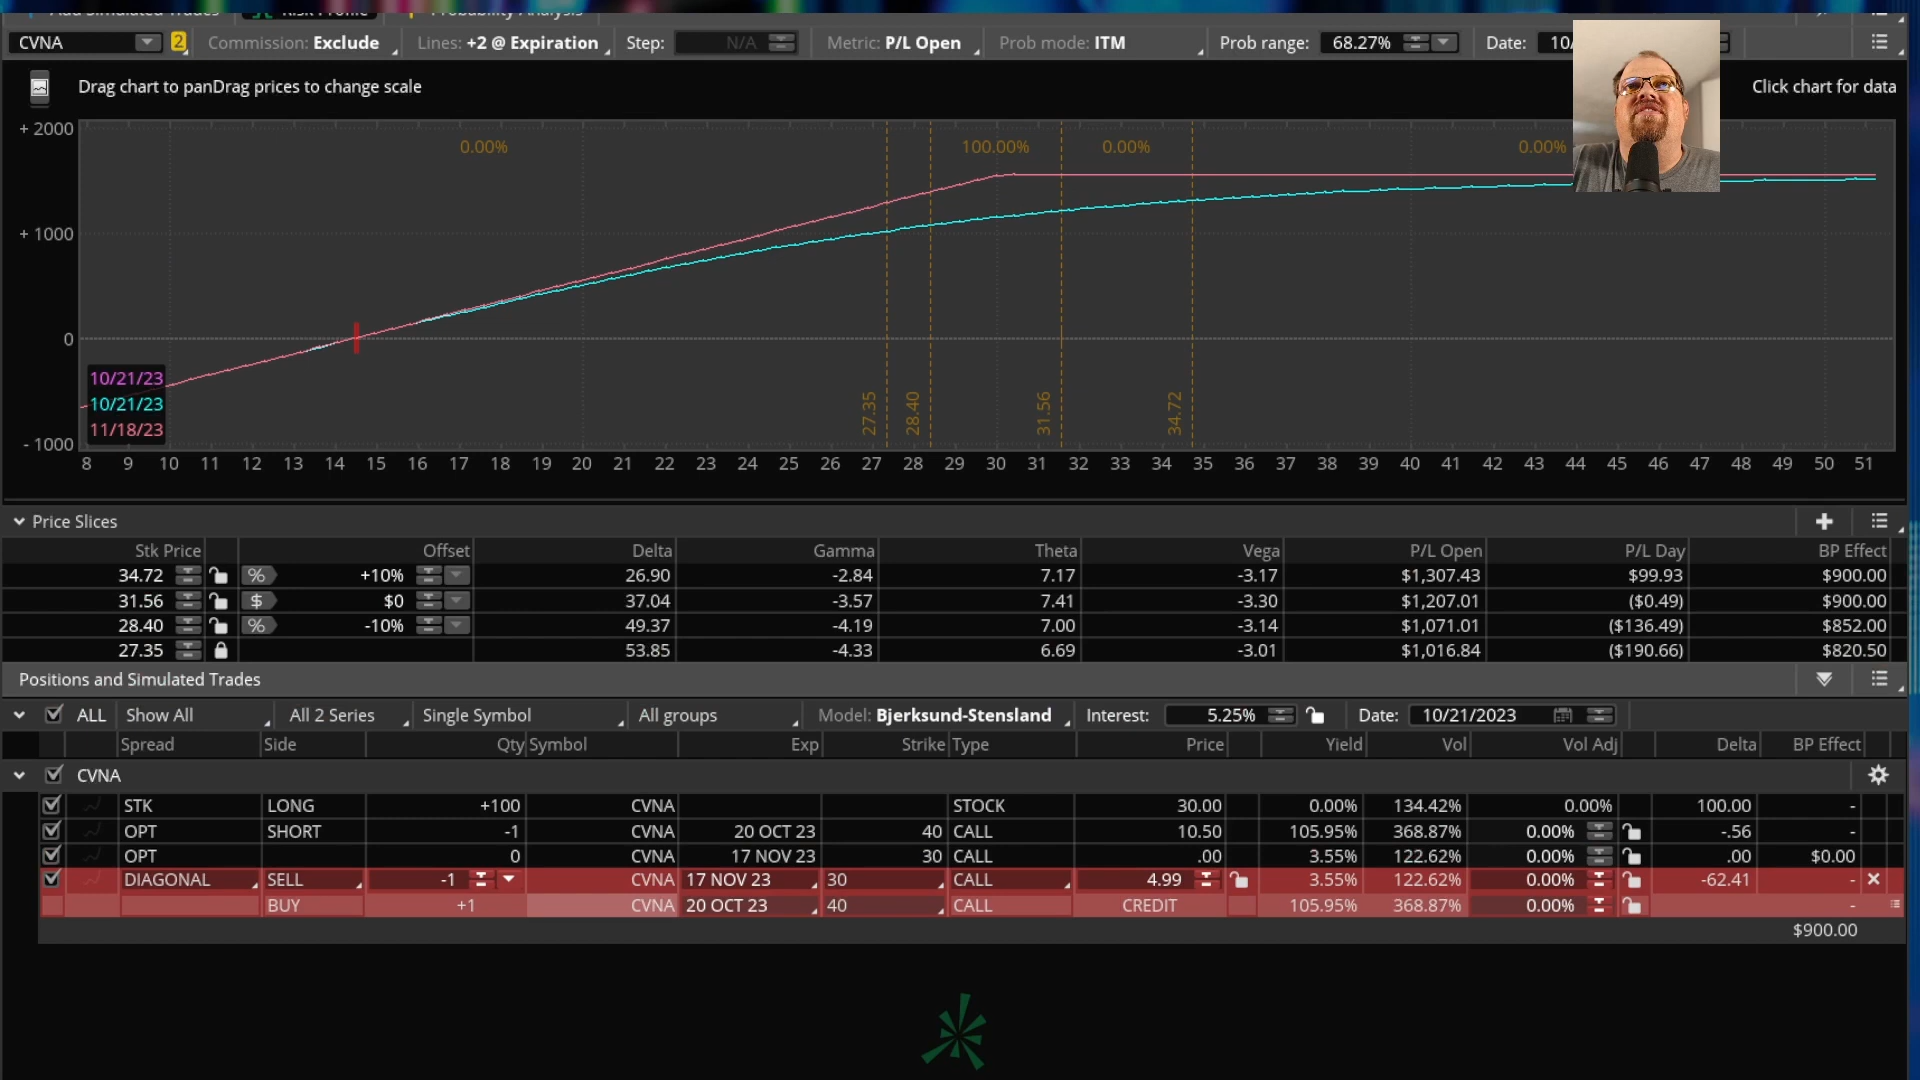 Add Simulated Trades Risk Profile Probability Analysis
CVNA 2 Commission: Exclude Lines: +2 @ Expiration Step: N/A Metric: P/L Open Prob mode: ITM Prob range: 68.27% Date: 10/
Drag chart to panDrag prices to change scale Click chart for data
+ 2000
0.00% 100.00% 0.00% 0.00%
+ 1000
0
10/21/23
10/21/23
11/18/23
27.35 28.40 31.56 34.72
- 1000
8 9 10 11 12 13 14 15 16 17 18 19 20 21 22 23 24 25 26 27 28 29 30 31 32 33 34 35 36 37 38 39 40 41 42 43 44 45 46 47 48 49 50 51
Price Slices
Stk Price Offset Delta Gamma Theta Vega P/L Open P/L Day BP Effect
34.72 % +10% 26.90 -2.84 7.17 -3.17 $1,307.43 $99.93 $900.00
31.56 $ $0 37.04 -3.57 7.41 -3.30 $1,207.01 ($0.49) $900.00
28.40 % -10% 49.37 -4.19 7.00 -3.14 $1,071.01 ($136.49) $852.00
27.35 53.85 -4.33 6.69 -3.01 $1,016.84 ($190.66) $820.50
Positions and Simulated Trades
ALL Show All All 2 Series Single Symbol All groups Model: Bjerksund-Stensland Interest: 5.25% Date: 10/21/2023
Spread Side Qty Symbol Exp Strike Type Price Yield Vol Vol Adj Delta BP Effect
CVNA
STK LONG +100 CVNA STOCK 30.00 0.00% 134.42% 0.00% 100.00 -
OPT SHORT -1 CVNA 20 OCT 23 40 CALL 10.50 105.95% 368.87% 0.00% -.56 -
OPT 0 CVNA 17 NOV 23 30 CALL .00 3.55% 122.62% 0.00% .00 $0.00
DIAGONAL SELL -1 CVNA 17 NOV 23 30 CALL 4.99 3.55% 122.62% 0.00% -62.41 -
BUY +1 CVNA 20 OCT 23 40 CALL CREDIT 105.95% 368.87% 0.00% -
$900.00